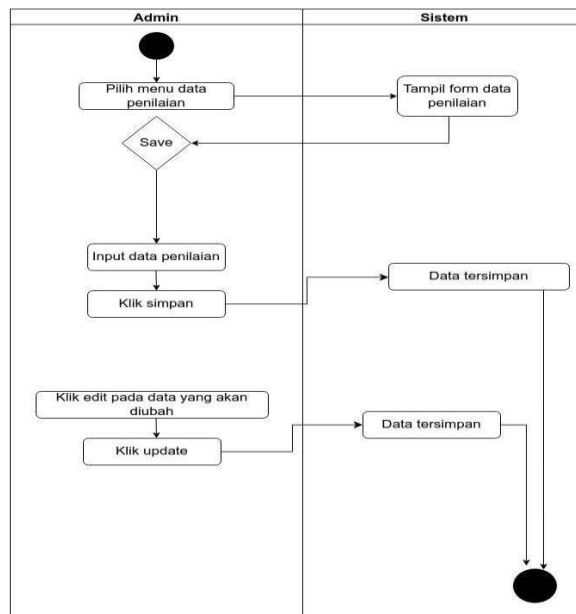 Admin
Sistem
Pilih menu data
penilaian
Tampil form data
penilaian
Save
Input data penilaian
Klik simpan
Data tersimpan
Klik edit pada data yang akan
diubah
Klik update
Data tersimpan